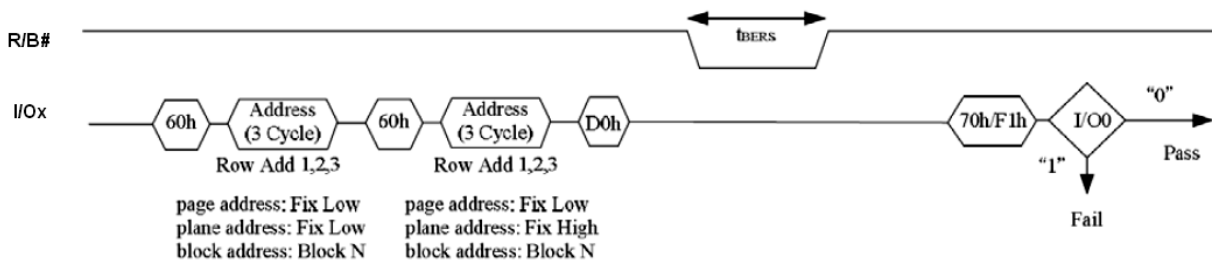 R/B#
tBERS
I/Ox
60h
Address
(3 Cycle)
60h
Address
(3 Cycle)
D0h
70h/F1h
I/O0
“0”
Pass
“1”
Fail
Row Add 1,2,3
Row Add 1,2,3
page address: Fix Low
plane address: Fix Low
block address: Block N
page address: Fix Low
plane address: Fix High
block address: Block N